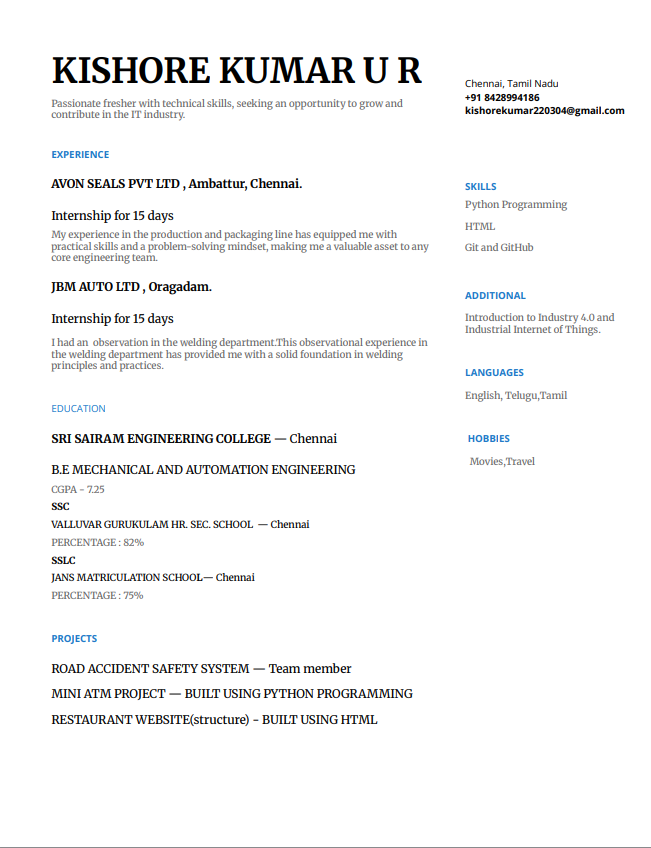 KISHORE KUMAR U R
Passionate fresher with technical skills, seeking an opportunity to grow and
contribute in the IT industry.
Chennai, Tamil Nadu
+91 8428994186
kishorekumar220304@gmail.com
EXPERIENCE
AVON SEALS PVT LTD , Ambattur, Chennai.
Internship for 15 days
My experience in the production and packaging line has equipped me with
practical skills and a problem-solving mindset, making me a valuable asset to any
core engineering team.
JBM AUTO LTD , Oragadam.
Internship for 15 days
I had an  observation in the welding department.This observational experience in
the welding department has provided me with a solid foundation in welding
principles and practices.
EDUCATION
SRI SAIRAM ENGINEERING COLLEGE — Chennai
B.E MECHANICAL AND AUTOMATION ENGINEERING
CGPA - 7.25
SSC
VALLUVAR GURUKULAM HR. SEC. SCHOOL  — Chennai
PERCENTAGE : 82%
SSLC
JANS MATRICULATION SCHOOL— Chennai
PERCENTAGE : 75%
PROJECTS
ROAD ACCIDENT SAFETY SYSTEM — Team member
MINI ATM PROJECT — BUILT USING PYTHON PROGRAMMING
RESTAURANT WEBSITE(structure) - BUILT USING HTML
SKILLS
Python Programming
HTML
Git and GitHub
ADDITIONAL
Introduction to Industry 4.0 and
Industrial Internet of Things.
LANGUAGES
English, Telugu,Tamil
HOBBIES
Movies,Travel